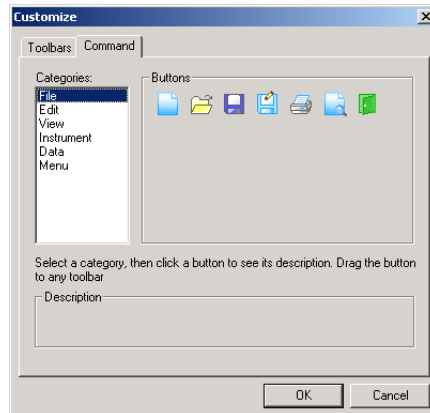 Customize
Toolbars Command
Categories:
Buttons
File
Edit
View
Instrument
Data
Menu
Select a category, then click a button to see its description. Drag the button
to any toolbar
Description
OK Cancel